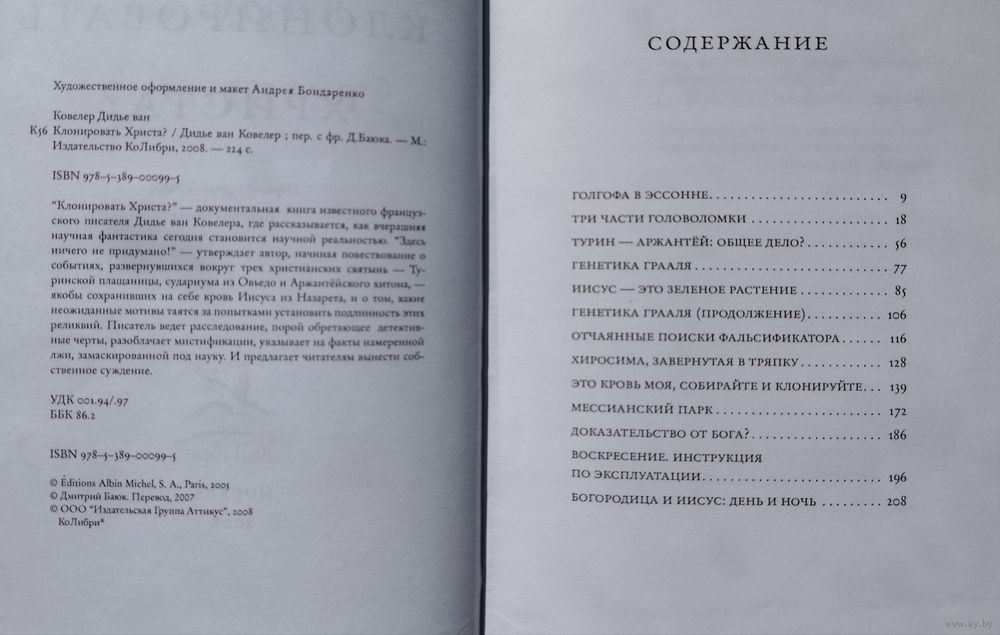 Художественное оформление и макет Андрея Бондаренко
Ковелер Дидье ван
К56 Клонировать Христа? / Дидье ван Ковелер ; пер. с фр. Д.Баюка. — М.:
Издательство КоЛибри, 2008. — 224 с.
ISBN 978–5–389–00099–5
“Клонировать Христа?” — документальная книга известного француз-
ского писателя Дидье ван Ковелера, где рассказывается, как вчерашняя
научная фантастика сегодня становится научной реальностью. “Здесь
ничего не придумано!” — утверждает автор, начиная повествование о
событиях, развернувшихся вокруг трех христианских святынь — Ту-
ринской плащаницы, судариума из Овьедо и Аржантёйского хитона, —
якобы сохранивших на себе кровь Иисуса из Назарета, и о том, какие
неожиданные мотивы таятся за попытками установить подлинность этих
реликвий. Писатель ведет расследование, порой обретающее детектив-
ные черты, разоблачает мистификации, указывает на факты намеренной
лжи, замаскированной под науку. И предлагает читателям вынести соб-
ственное суждение.
УДК 001.94/.97
ББК 86.2
ISBN 978–5–389–00099–5
© Éditions Albin Michel, S. A., Paris, 2005
© Дмитрий Баюк. Перевод, 2007
© ООО “Издательская Группа Аттикус”, 2008
КоЛибри®
СОДЕРЖАНИЕ
ГОЛГОФА В ЭССОННЕ. . . . . . . . . . . . . . . . . . . . . . . . . 9
ТРИ ЧАСТИ ГОЛОВОЛОМКИ . . . . . . . . . . . . . . . . . . . 18
ТУРИН — АРЖАНТЁЙ: ОБЩЕЕ ДЕЛО? . . . . . . . . . . . 56
ГЕНЕТИКА ГРААЛЯ . . . . . . . . . . . . . . . . . . . . . . . . . . 77
ИИСУС — ЭТО ЗЕЛЕНОЕ РАСТЕНИЕ . . . . . . . . . . . . 85
ГЕНЕТИКА ГРААЛЯ (ПРОДОЛЖЕНИЕ). . . . . . . . . . . 106
ОТЧАЯННЫЕ ПОИСКИ ФАЛЬСИФИКАТОРА . . . . . . 116
ХИРОСИМА, ЗАВЕРНУТАЯ В ТРЯПКУ . . . . . . . . . . . . 128
ЭТО КРОВЬ МОЯ, СОБИРАЙТЕ И КЛОНИРУЙТЕ. . . 139
МЕССИАНСКИЙ ПАРК . . . . . . . . . . . . . . . . . . . . . . . 172
ДОКАЗАТЕЛЬСТВО ОТ БОГА? . . . . . . . . . . . . . . . . . . 186
ВОСКРЕСЕНИЕ. ИНСТРУКЦИЯ
ПО ЭКСПЛУАТАЦИИ. . . . . . . . . . . . . . . . . . . . . . . . . 196
БОГОРОДИЦА И ИИСУС: ДЕНЬ И НОЧЬ . . . . . . . . . 208
www.ay.by